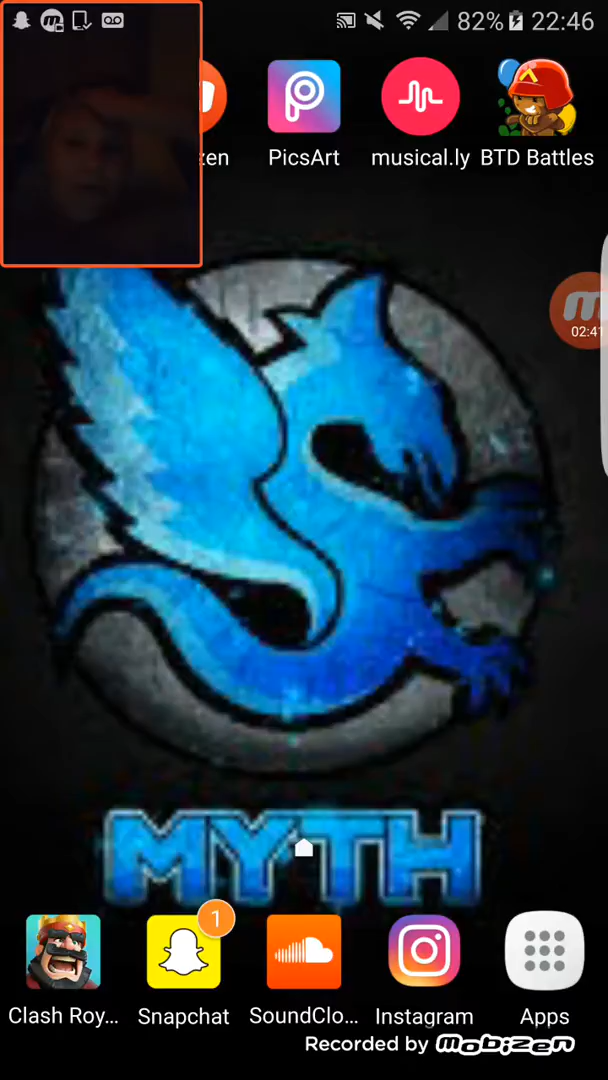 82% 22:46
zen PicsArt musical.ly BTD Battles
02:41
MYTH
1
Clash Roy... Snapchat SoundClo... Instagram Apps
Recorded by Mobizen